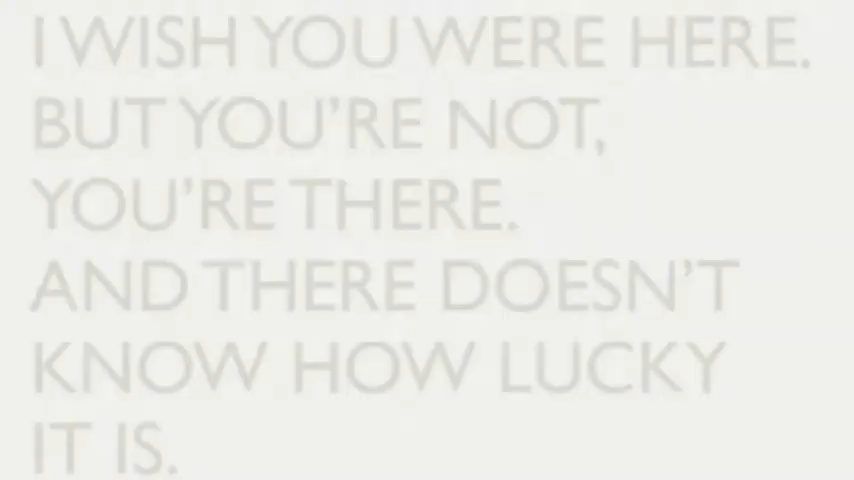 I WISH YOU WERE HERE.
BUT YOU'RE NOT,
YOU'RE THERE.
AND THERE DOESN'T
KNOW HOW LUCKY
IT IS.